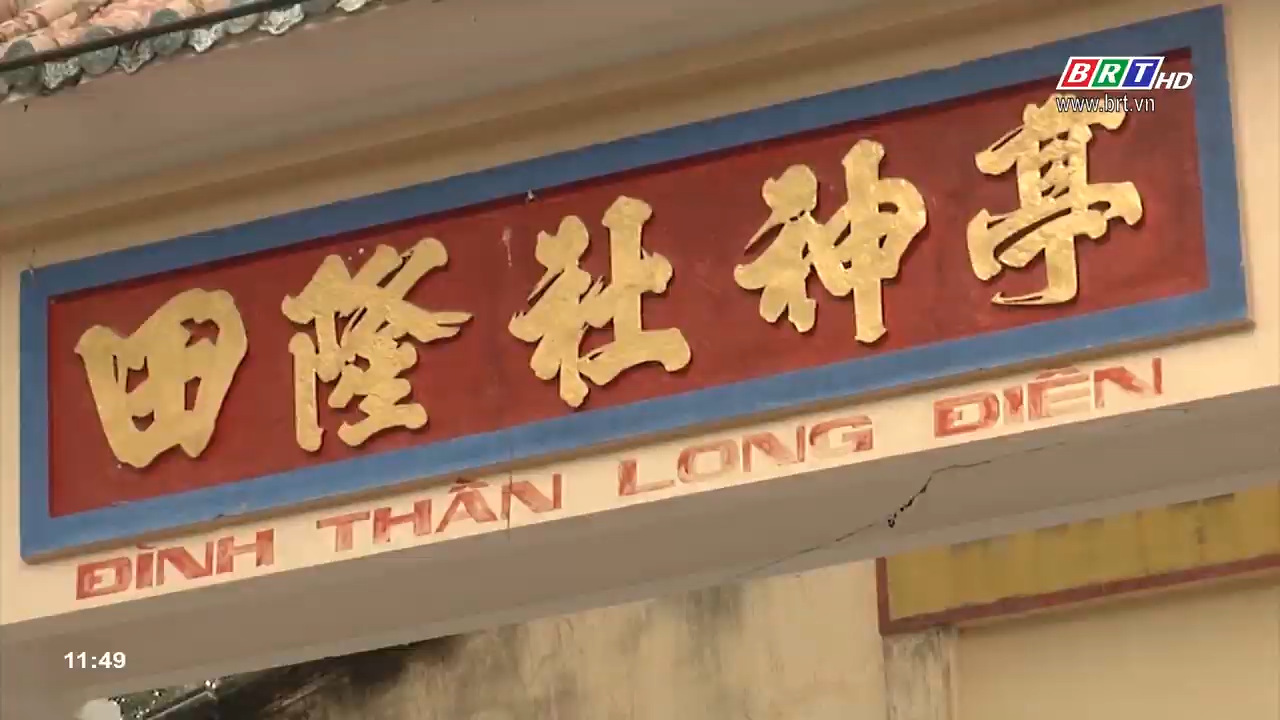 BRT HD
www.brt.vn
田隆社神亭
ĐÌNH THẦN LONG ĐIỀN
11:49